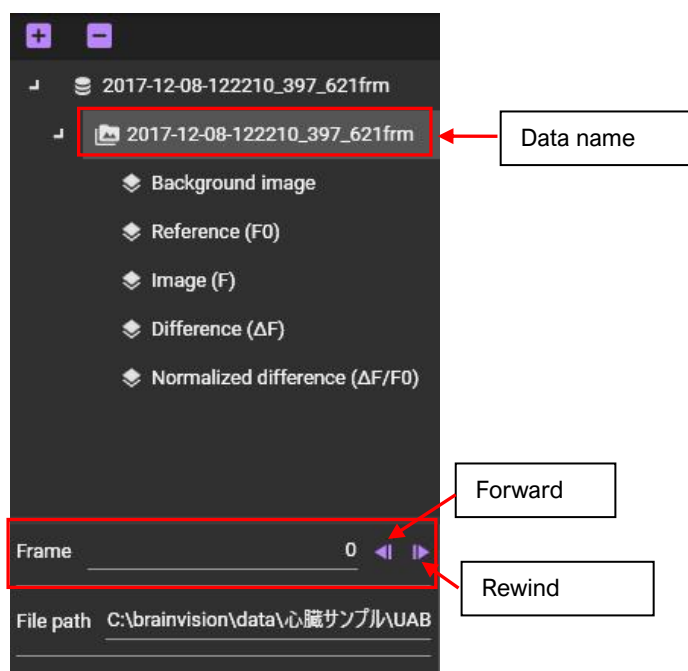 2017-12-08-122210_397_621frm
2017-12-08-122210_397_621frm
Data name
Background image
Reference (F0)
Image (F)
Difference (ΔF)
Normalized difference (ΔF/F0)
Forward
Frame 0
Rewind
File path C:\brainvision\data\心臓サンプル\UAB